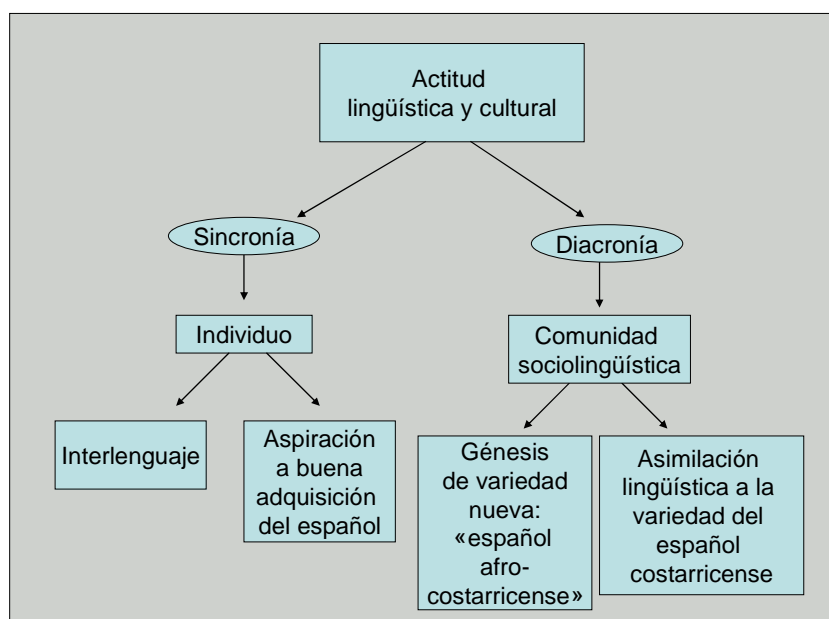 Actitud
lingüística y cultural
Sincronía
Diacronía
Individuo
Comunidad
sociolingüística
Interlenguaje
Aspiración
a buena
adquisición
del español
Génesis
de variedad
nueva:
«español
afro-
costarricense»
Asimilación
lingüística a la
variedad del
español
costarricense